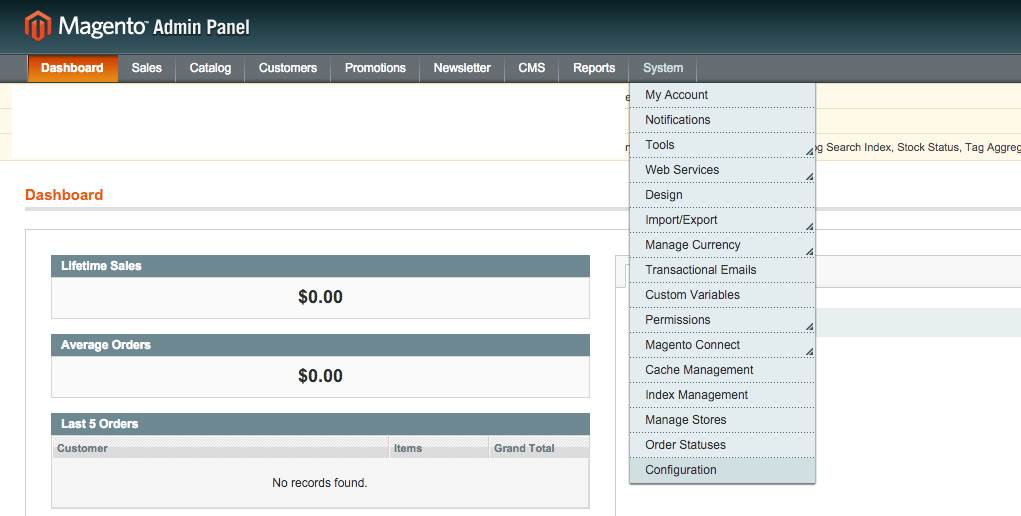 Magento™ Admin Panel
Dashboard Sales Catalog Customers Promotions Newsletter CMS Reports System
My Account
Notifications
Tools
Search Index, Stock Status, Tag
Web Services
Design
Import/Export
Manage Currency
Transactional Emails
Custom Variables
Permissions
Magento Connect
Cache Management
Index Management
Manage Stores
Order Statuses
Configuration
Dashboard
Lifetime Sales
$0.00
Average Orders
$0.00
Last 5 Orders
Customer Items Grand Total
No records found.